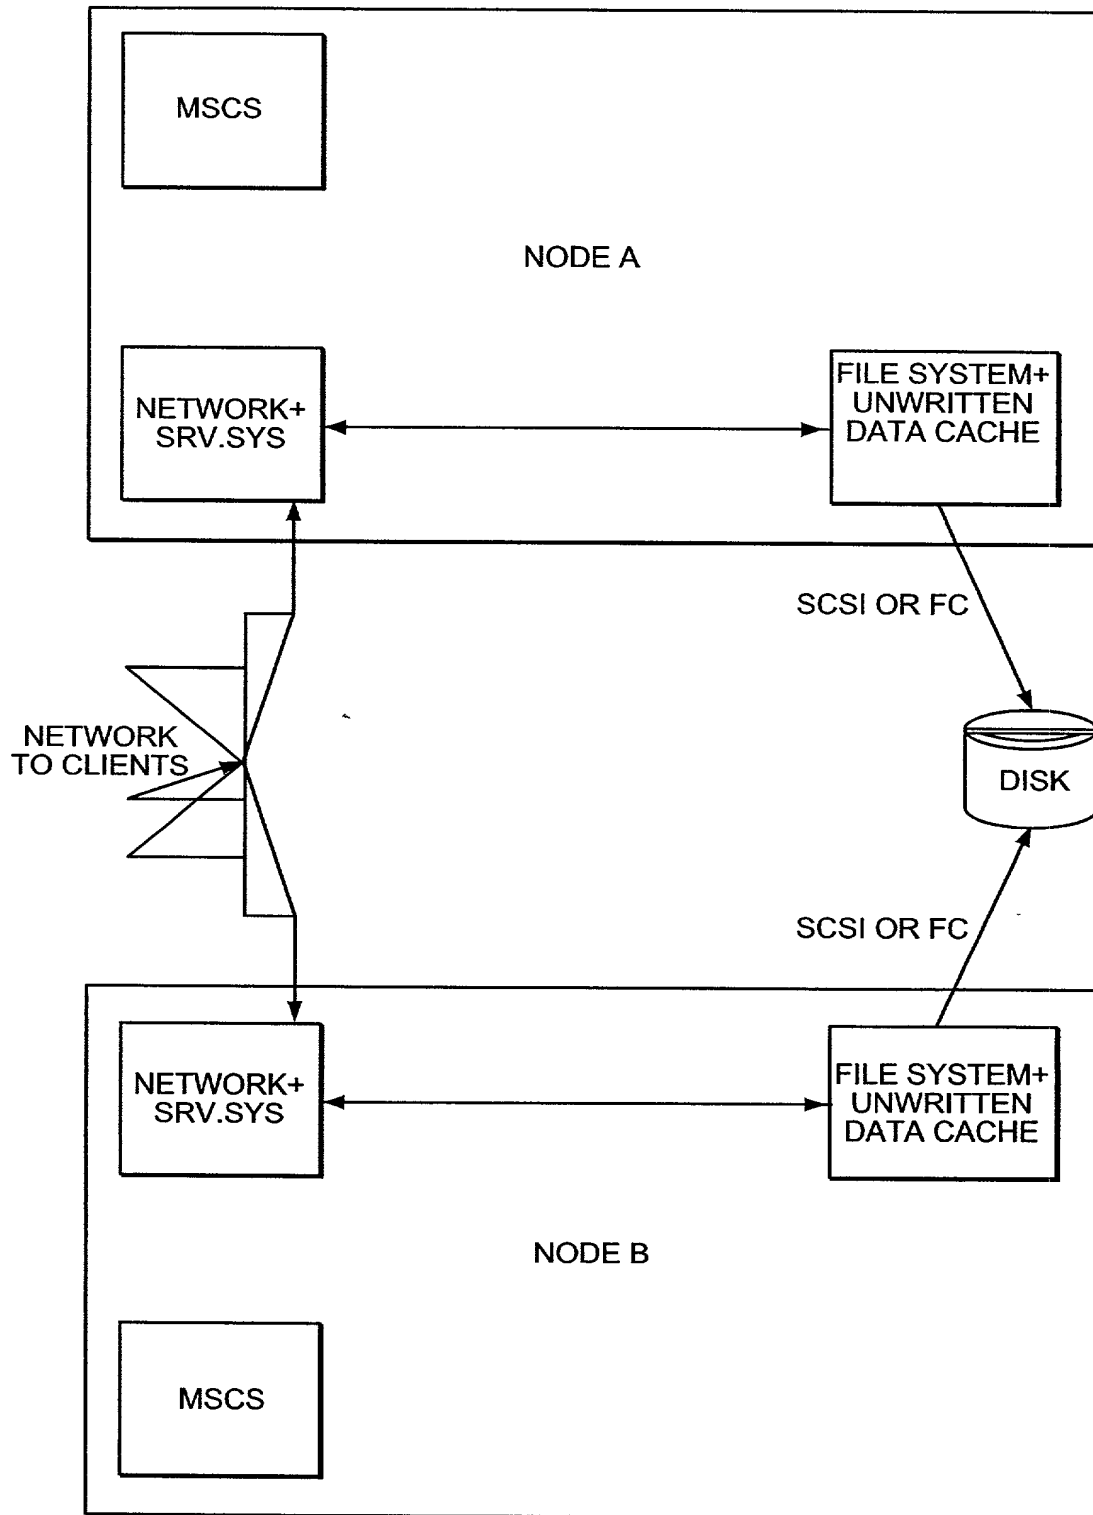 MSCS
NODE A
NETWORK+
SRV.SYS
FILE SYSTEM+
UNWRITTEN
DATA CACHE
SCSI OR FC
NETWORK
TO CLIENTS
DISK
SCSI OR FC
NETWORK+
SRV.SYS
FILE SYSTEM+
UNWRITTEN
DATA CACHE
NODE B
MSCS